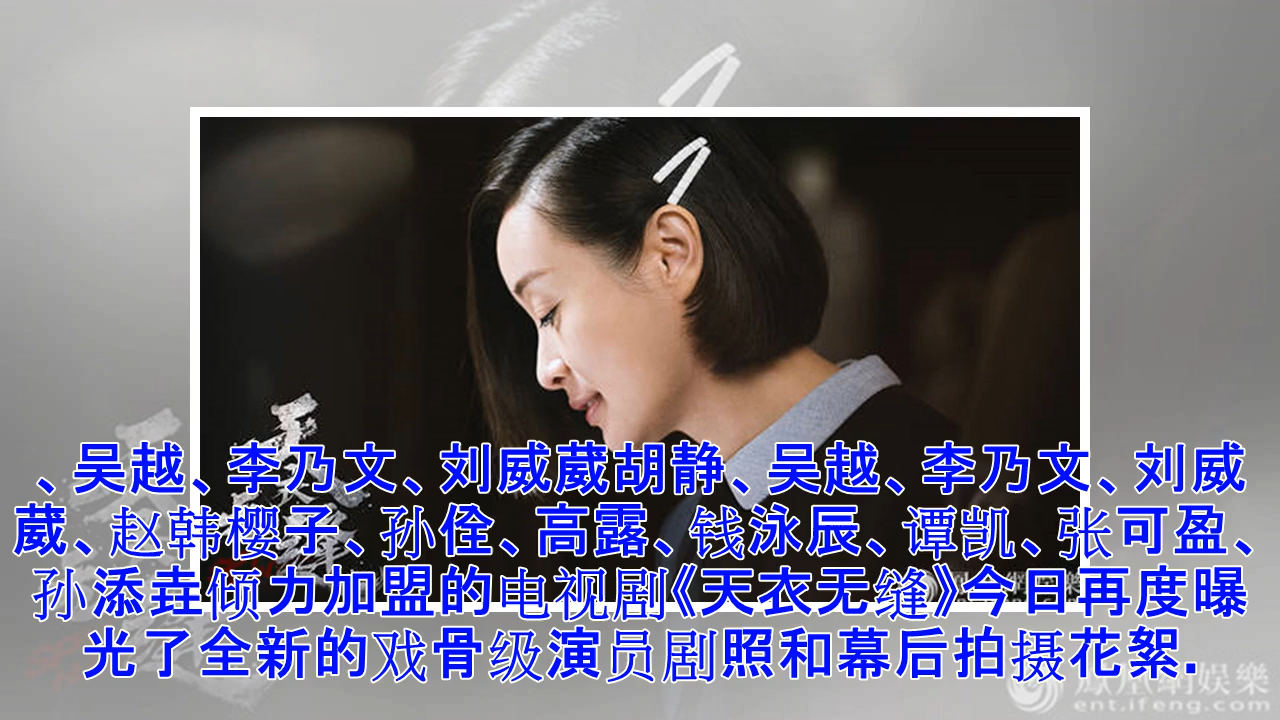 、吴越、李乃文、刘威葳胡静、吴越、李乃文、刘威
葳、赵韩樱子、孙佺、高露、钱泳辰、谭凯、张可盈、
孙添垚倾力加盟的电视剧《天衣无缝》今日再度曝
光了全新的戏骨级演员剧照和幕后拍摄花絮.
鳳凰網娱樂
ent.ifeng.com